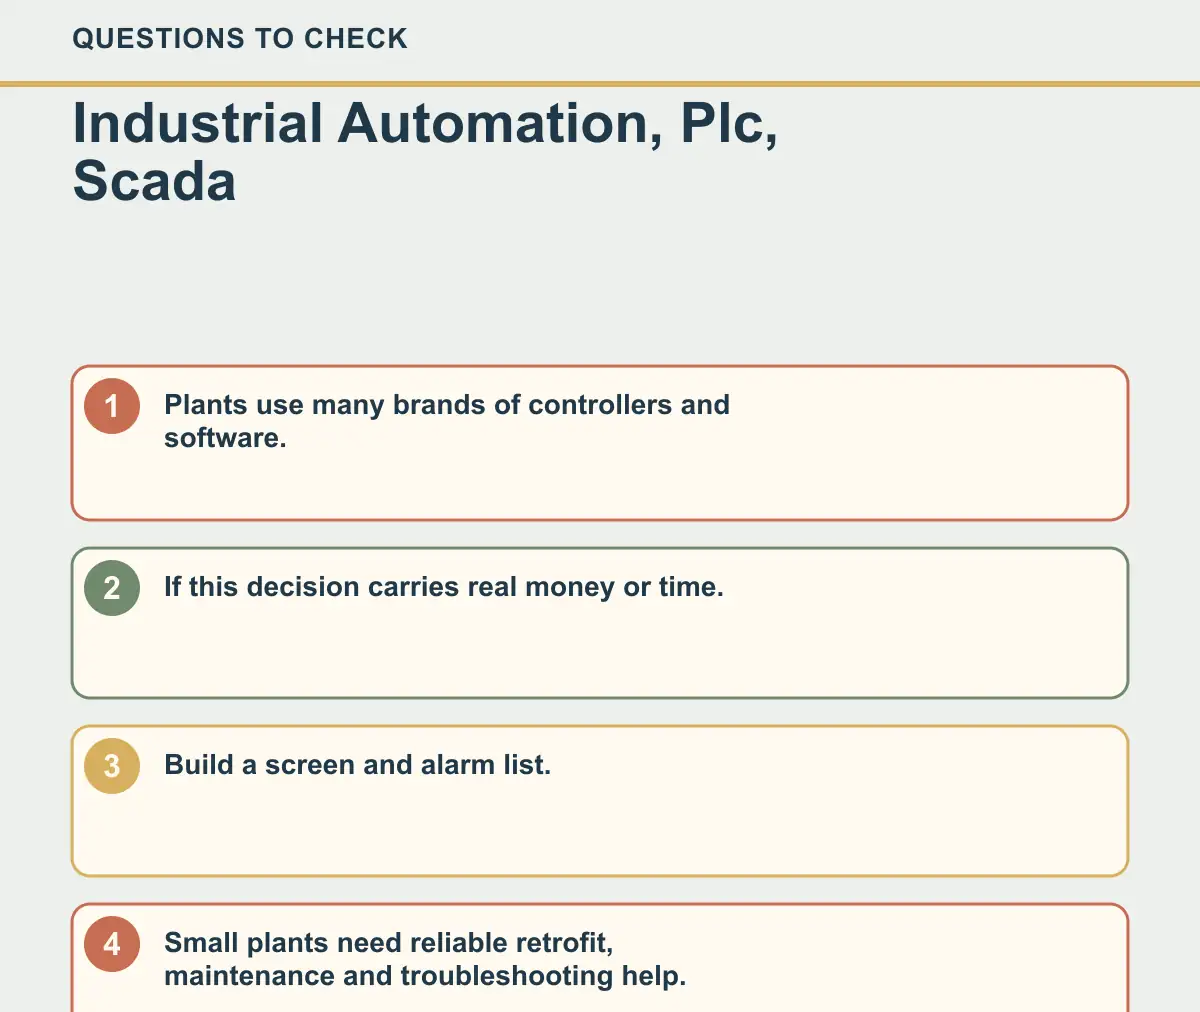 QUESTIONS TO CHECK
Industrial Automation, Plc,
Scada
1
Plants use many brands of controllers and
software.
2
If this decision carries real money or time.
3
Build a screen and alarm list.
4
Small plants need reliable retrofit,
maintenance and troubleshooting help.